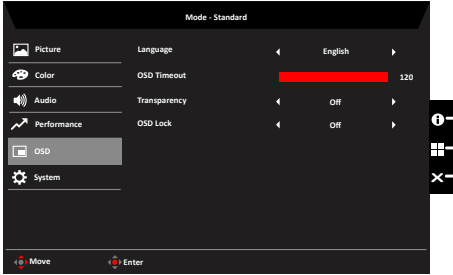 Mode - Standard
Picture
Language
English
Color
OSD Timeout
120
Audio
Transparency
Off
Performance
OSD Lock
Off
OSD
System
Move
Enter